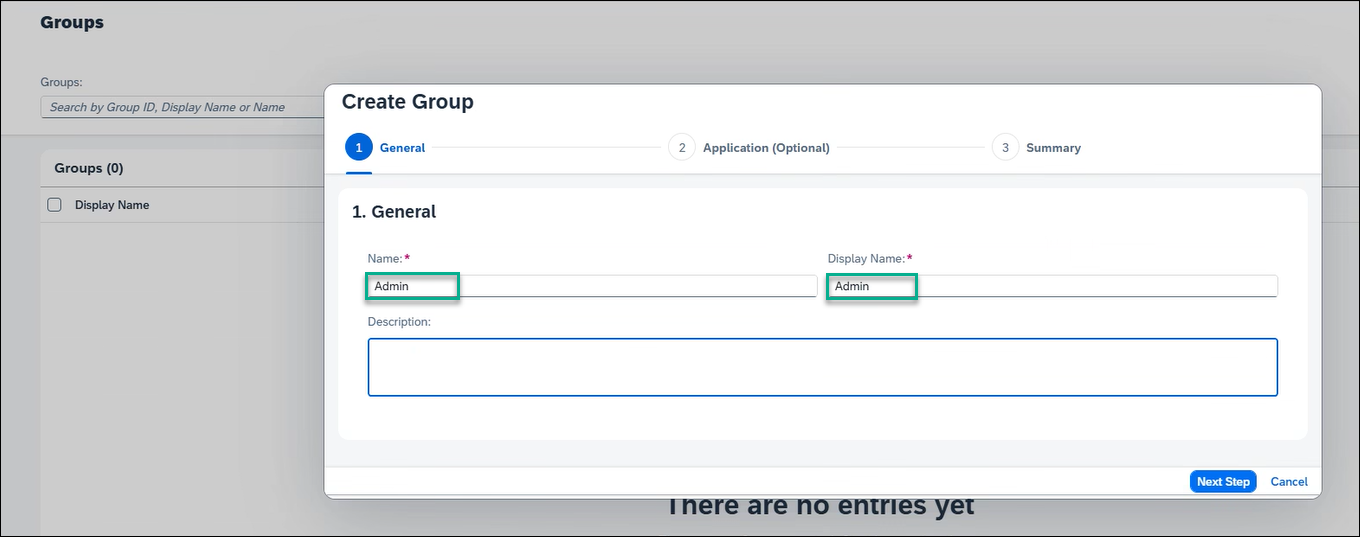 Groups
Groups:
Search by Group ID, Display Name or Name
Groups (0)
Display Name
Create Group
1 General
2 Application (Optional)
3 Summary
1. General
Name:* Display Name:*
Admin Admin
Description:
Next Step Cancel
There are no entries yet